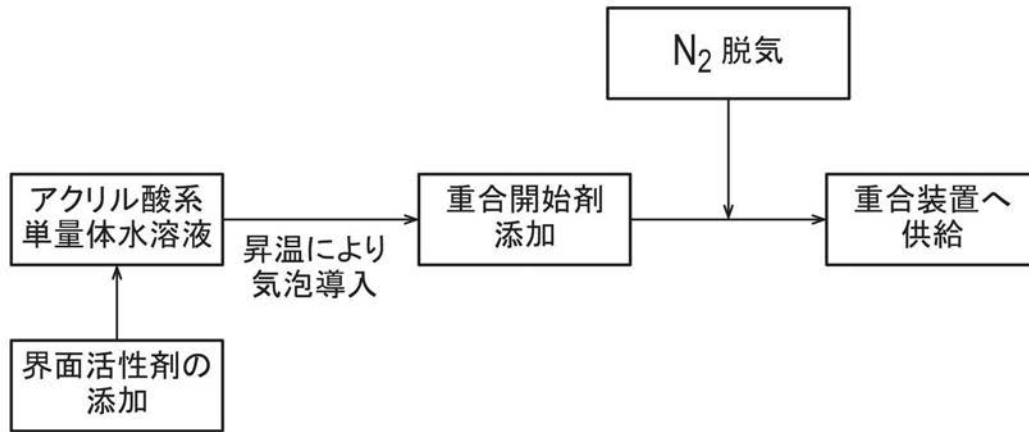 N₂ 脱気
アクリル酸系
単量体水溶液
昇温により
気泡導入
重合開始剤
添加
重合装置へ
供給
界面活性剤の
添加